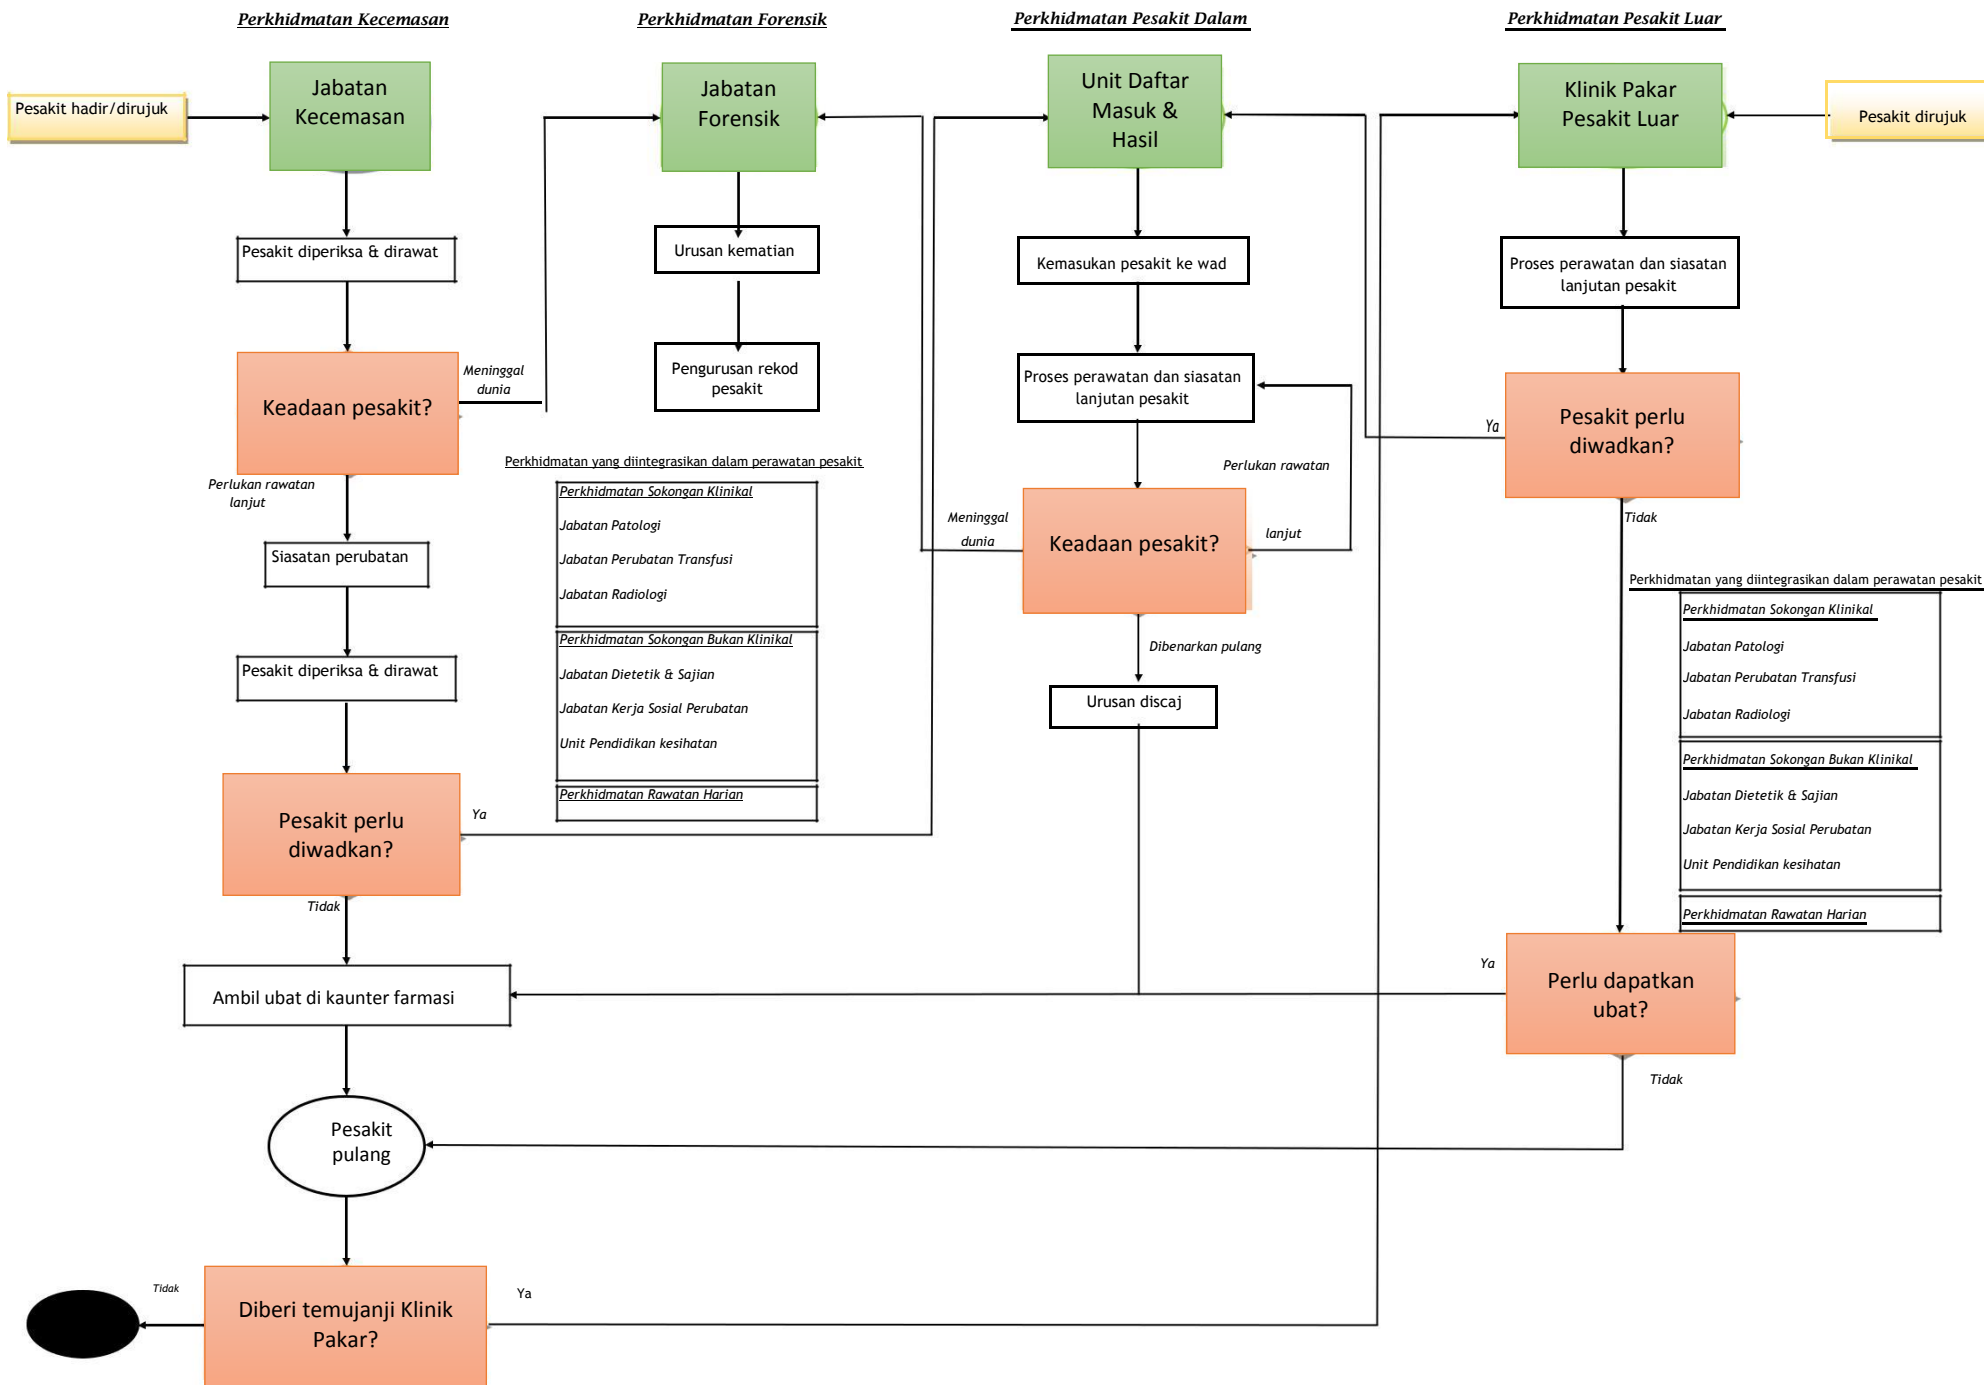 Perkhidmatan Kecemasan
Perkhidmatan Forensik
Perkhidmatan Pesakit Dalam
Perkhidmatan Pesakit Luar
Pesakit hadir/dirujuk
Jabatan
Kecemasan
Jabatan
Forensik
Unit Daftar
Masuk &
Hasil
Klinik Pakar
Pesakit Luar
Pesakit dirujuk
Pesakit diperiksa & dirawat
Urusan kematian
Kemasukan pesakit ke wad
Proses perawatan dan siasatan
lanjutan pesakit
Keadaan pesakit?
Meninggal
dunia
Pengurusan rekod
pesakit
Proses perawatan dan siasatan
lanjutan pesakit
Pesakit perlu
diwadkan?
Ya
Perlukan rawatan
lanjut
Perkhidmatan yang diintegrasikan dalam perawatan pesakit
Perkhidmatan Sokongan Klinikal
Jabatan Patologi
Jabatan Perubatan Transfusi
Jabatan Radiologi
Perkhidmatan Sokongan Bukan Klinikal
Jabatan Dietetik & Sajian
Jabatan Kerja Sosial Perubatan
Unit Pendidikan kesihatan
Perkhidmatan Rawatan Harian
Meninggal
dunia
Keadaan pesakit?
Perlukan rawatan
lanjut
Tidak
Siasatan perubatan
Pesakit diperiksa & dirawat
Dibenarkan pulang
Urusan discaj
Perkhidmatan yang diintegrasikan dalam perawatan pesakit
Perkhidmatan Sokongan Klinikal
Jabatan Patologi
Jabatan Perubatan Transfusi
Jabatan Radiologi
Perkhidmatan Sokongan Bukan Klinikal
Jabatan Dietetik & Sajian
Jabatan Kerja Sosial Perubatan
Unit Pendidikan kesihatan
Perkhidmatan Rawatan Harian
Pesakit perlu
diwadkan?
Ya
Tidak
Ambil ubat di kaunter farmasi
Ya
Perlu dapatkan
ubat?
Tidak
Pesakit
pulang
Tidak
Diberi temujanji Klinik
Pakar?
Ya